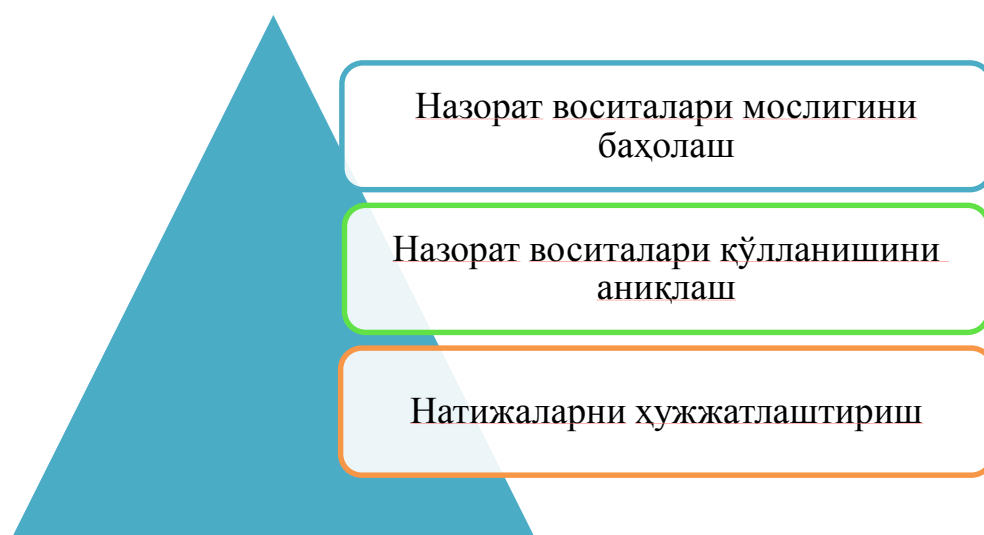 Назорат воситалари мослигини
баҳолаш
Назорат воситалари қўлланишини
аниқлаш
Натижаларни ҳужжатлаштириш